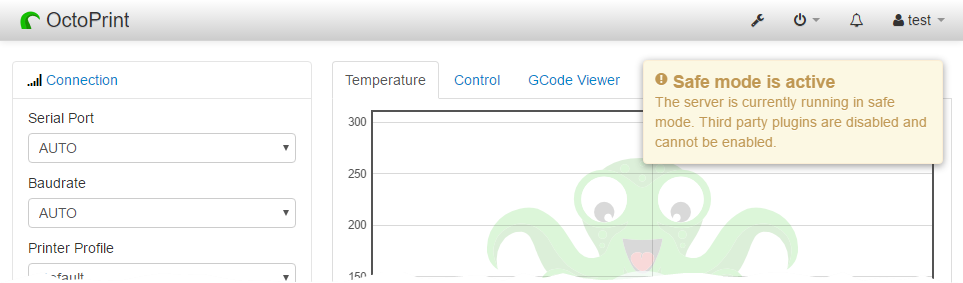 OctoPrint
test
Connection
Serial Port
AUTO
Baudrate
AUTO
Printer Profile
Temperature
Control
GCode Viewer
Safe mode is active
The server is currently running in safe
mode. Third party plugins are disabled and
cannot be enabled.
300
250
200
150